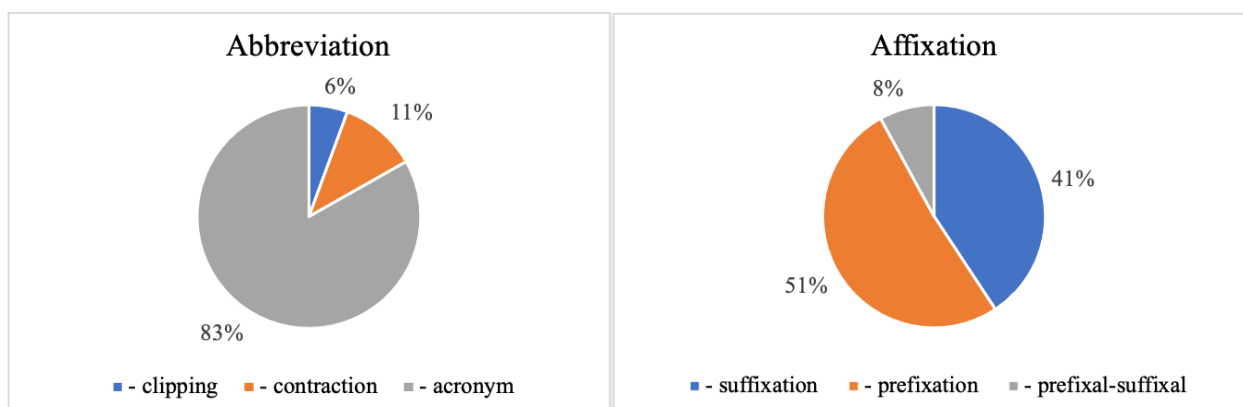 Abbreviation
6%
11%
83%
- clipping - contraction - acronym
Affixation
8%
41%
51%
- suffixation - prefixation - prefixal-suffixal